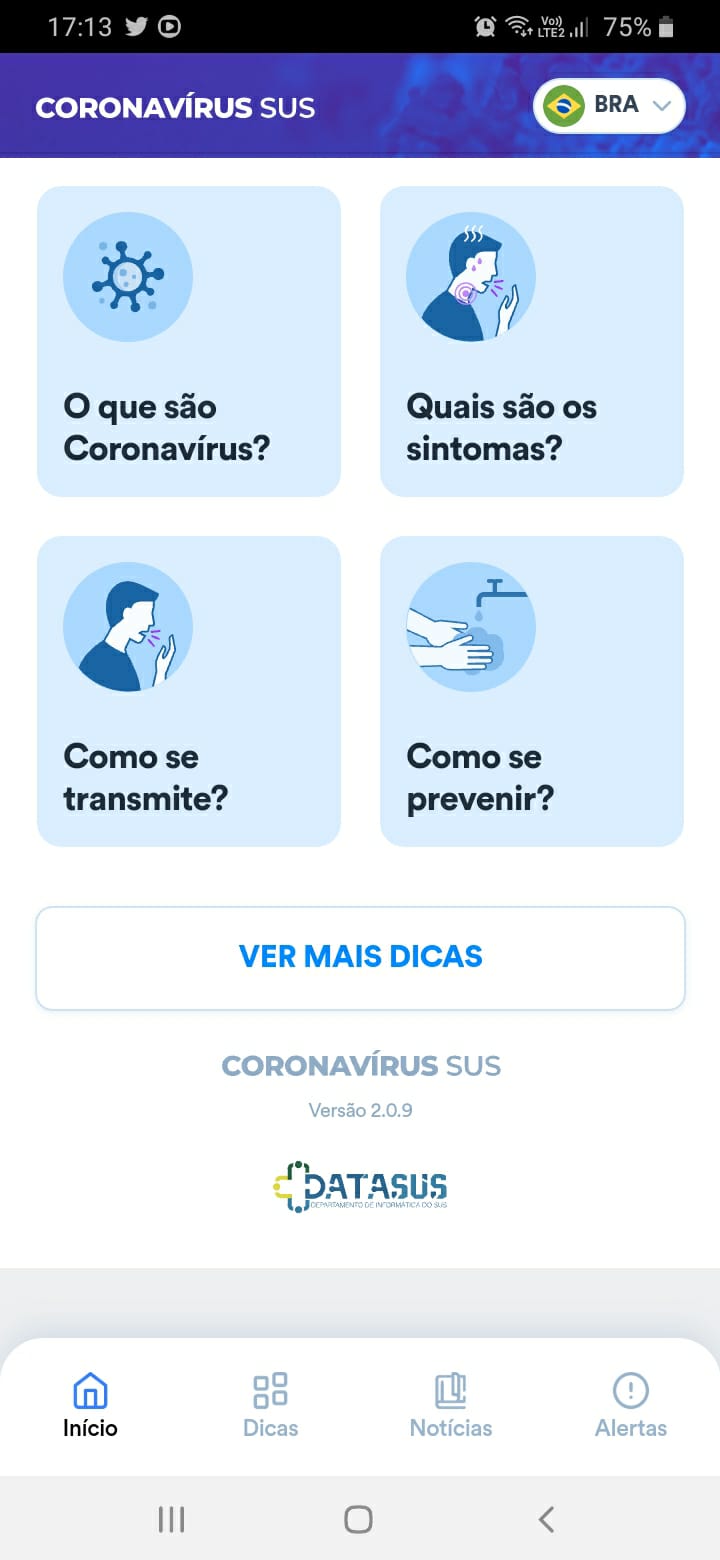 17:13
Vo))
LTE2
75%
CORONAVÍRUS SUS
BRA
O que são
Coronavírus?
Quais são os
sintomas?
Como se
transmite?
Como se
prevenir?
VER MAIS DICAS
CORONAVÍRUS SUS
Versão 2.0.9
DATASUS
DEPARTAMENTO DE INFORMÁTICA DO SUS
Início
Dicas
Notícias
Alertas